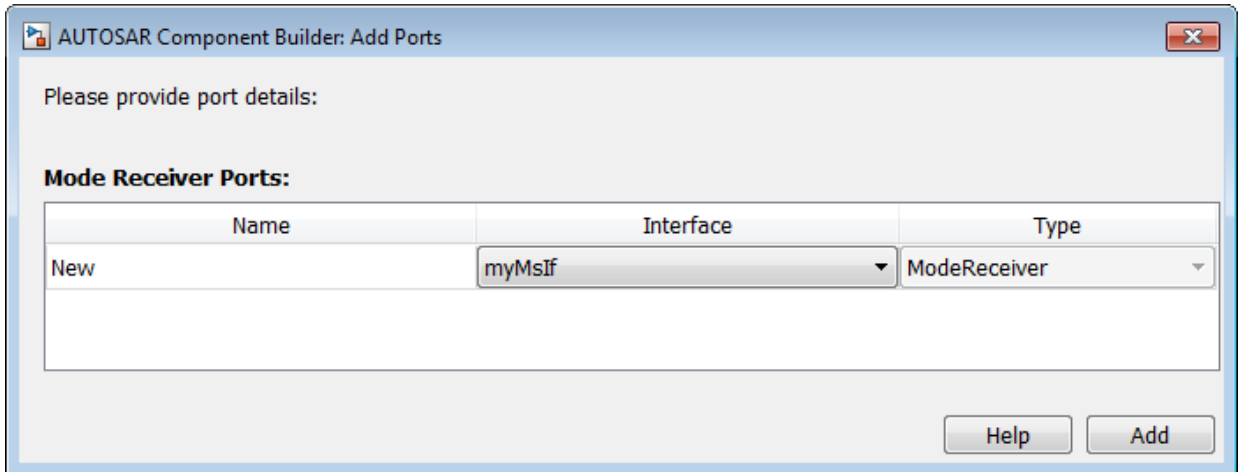 AUTOSAR Component Builder: Add Ports
Please provide port details:
Mode Receiver Ports:
Name Interface Type
New myMsIf ModeReceiver
Help Add